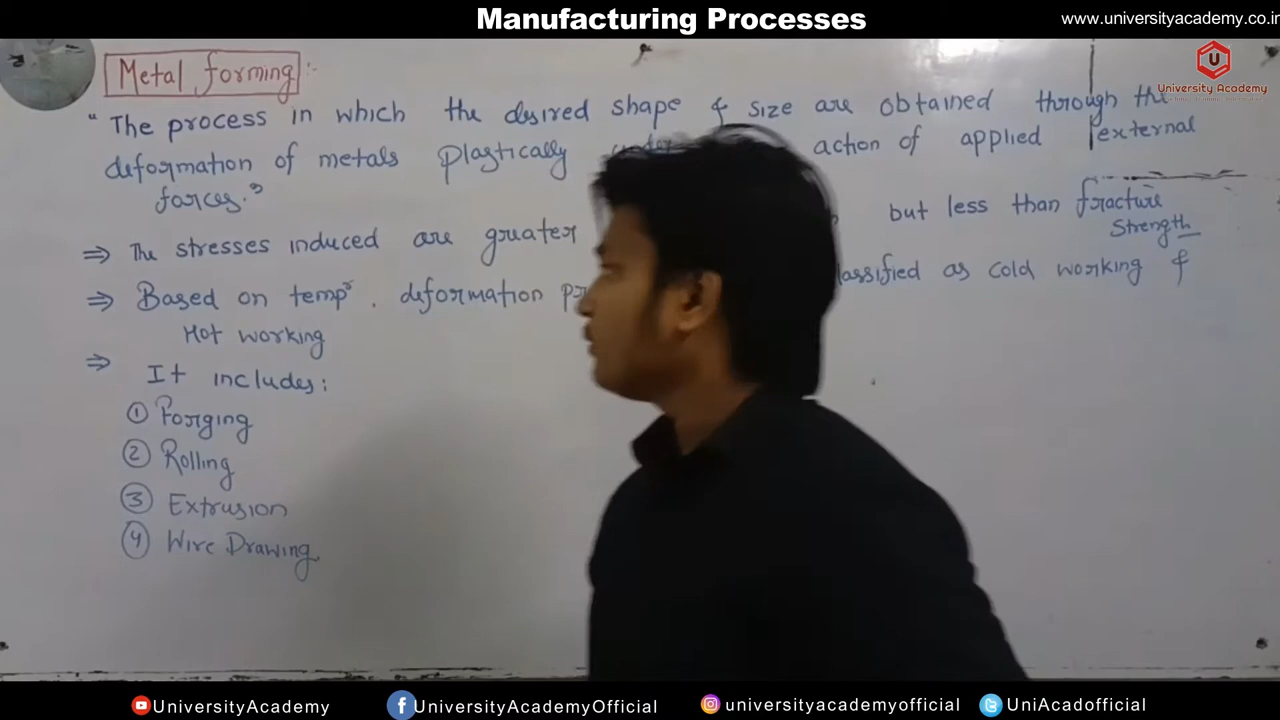 Manufacturing Processes
www.universityacademy.co.in
University Academy
Metal forming :-
" The process in which the desired shape & size are obtained through the
deformation of metals plastically action of applied external
forces."
⇒ The stresses induced are greater but less than fracture
Strength
⇒ Based on tempr. deformation classified as cold working &
Hot working
⇒ It includes:
① Forging
② Rolling
③ Extrusion
④ Wire Drawing
UniversityAcademy
UniversityAcademyOfficial
universityacademyofficial
UniAcadofficial